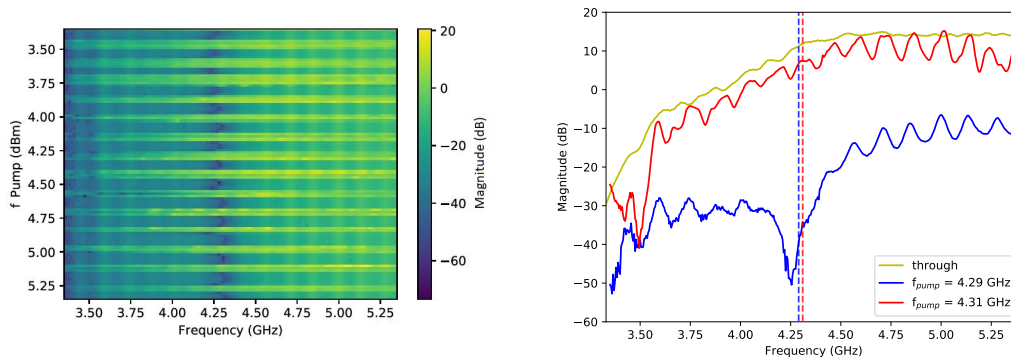 3.50
3.75
4.00
4.25
4.50
4.75
5.00
5.25
f Pump (dBm)
3.50 3.75 4.00 4.25 4.50 4.75 5.00 5.25
Frequency (GHz)
20
0
−20
−40
−60
Magnitude (dB)
20
10
0
−10
−20
−30
−40
−50
−60
Magnitude (dB)
3.50 3.75 4.00 4.25 4.50 4.75 5.00 5.25
Frequency (GHz)
through
fpump = 4.29 GHz
fpump = 4.31 GHz